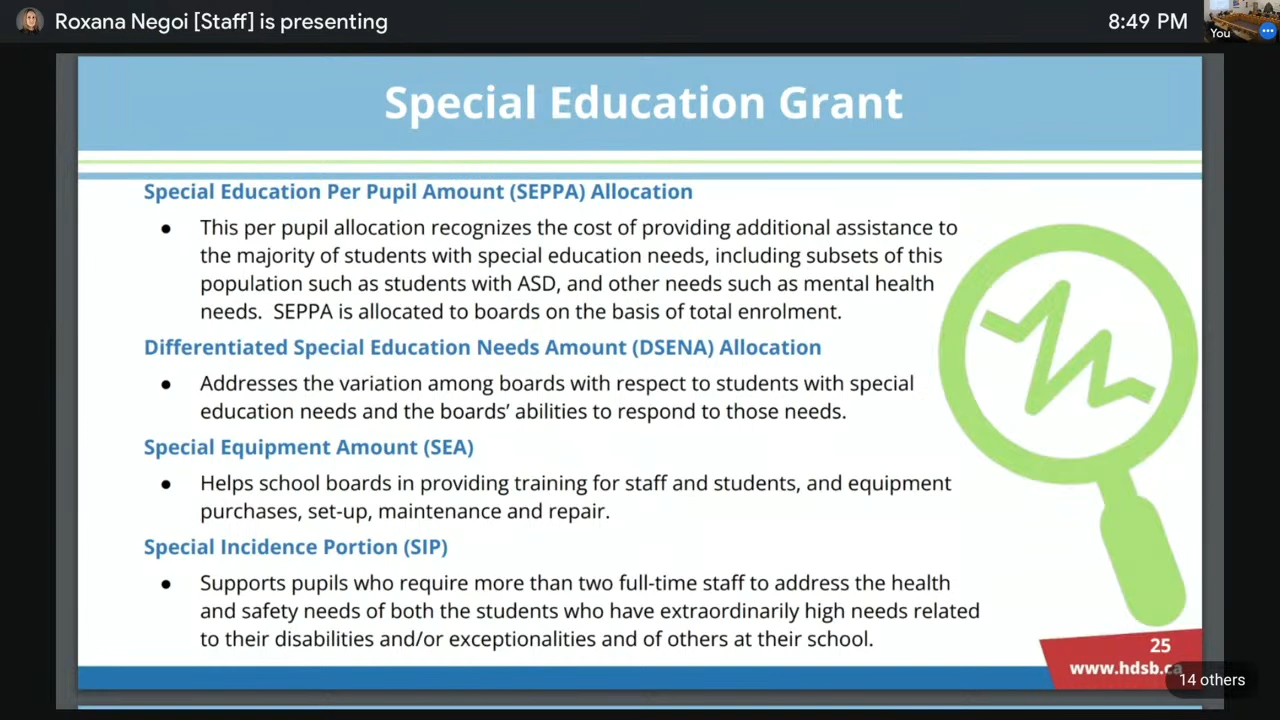 Roxana Negoi [Staff] is presenting
8:49 PM
You
Special Education Grant
Special Education Per Pupil Amount (SEPPA) Allocation
● This per pupil allocation recognizes the cost of providing additional assistance to
the majority of students with special education needs, including subsets of this
population such as students with ASD, and other needs such as mental health
needs.  SEPPA is allocated to boards on the basis of total enrolment.
Differentiated Special Education Needs Amount (DSENA) Allocation
● Addresses the variation among boards with respect to students with special
education needs and the boards’ abilities to respond to those needs.
Special Equipment Amount (SEA)
● Helps school boards in providing training for staff and students, and equipment
purchases, set-up, maintenance and repair.
Special Incidence Portion (SIP)
● Supports pupils who require more than two full-time staff to address the health
and safety needs of both the students who have extraordinarily high needs related
to their disabilities and/or exceptionalities and of others at their school.
25
www.hdsb.ca
14 others